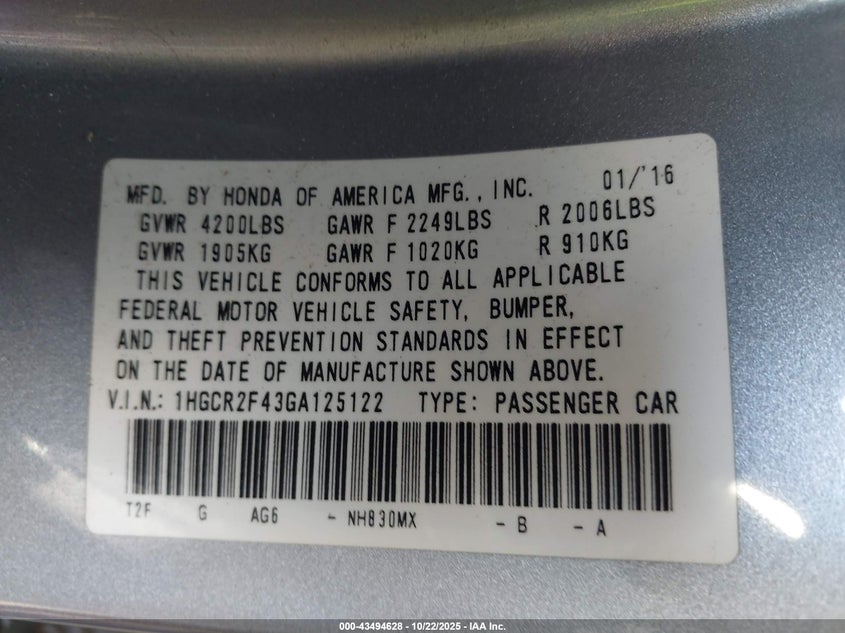 MFD. BY HONDA OF AMERICA MFG., INC. 01/'16
GVWR 4200LBS GAWR F 2249LBS R 2006LBS
GVWR 1905KG GAWR F 1020KG R 910KG
THIS VEHICLE CONFORMS TO ALL APPLICABLE
FEDERAL MOTOR VEHICLE SAFETY, BUMPER,
AND THEFT PREVENTION STANDARDS IN EFFECT
ON THE DATE OF MANUFACTURE SHOWN ABOVE.
V.I.N.: 1HGCR2F43GA125122 TYPE: PASSENGER CAR
T2F G AG6 - NH830MX - B - A
000-43494628 - 10/22/2025 - IAA Inc.